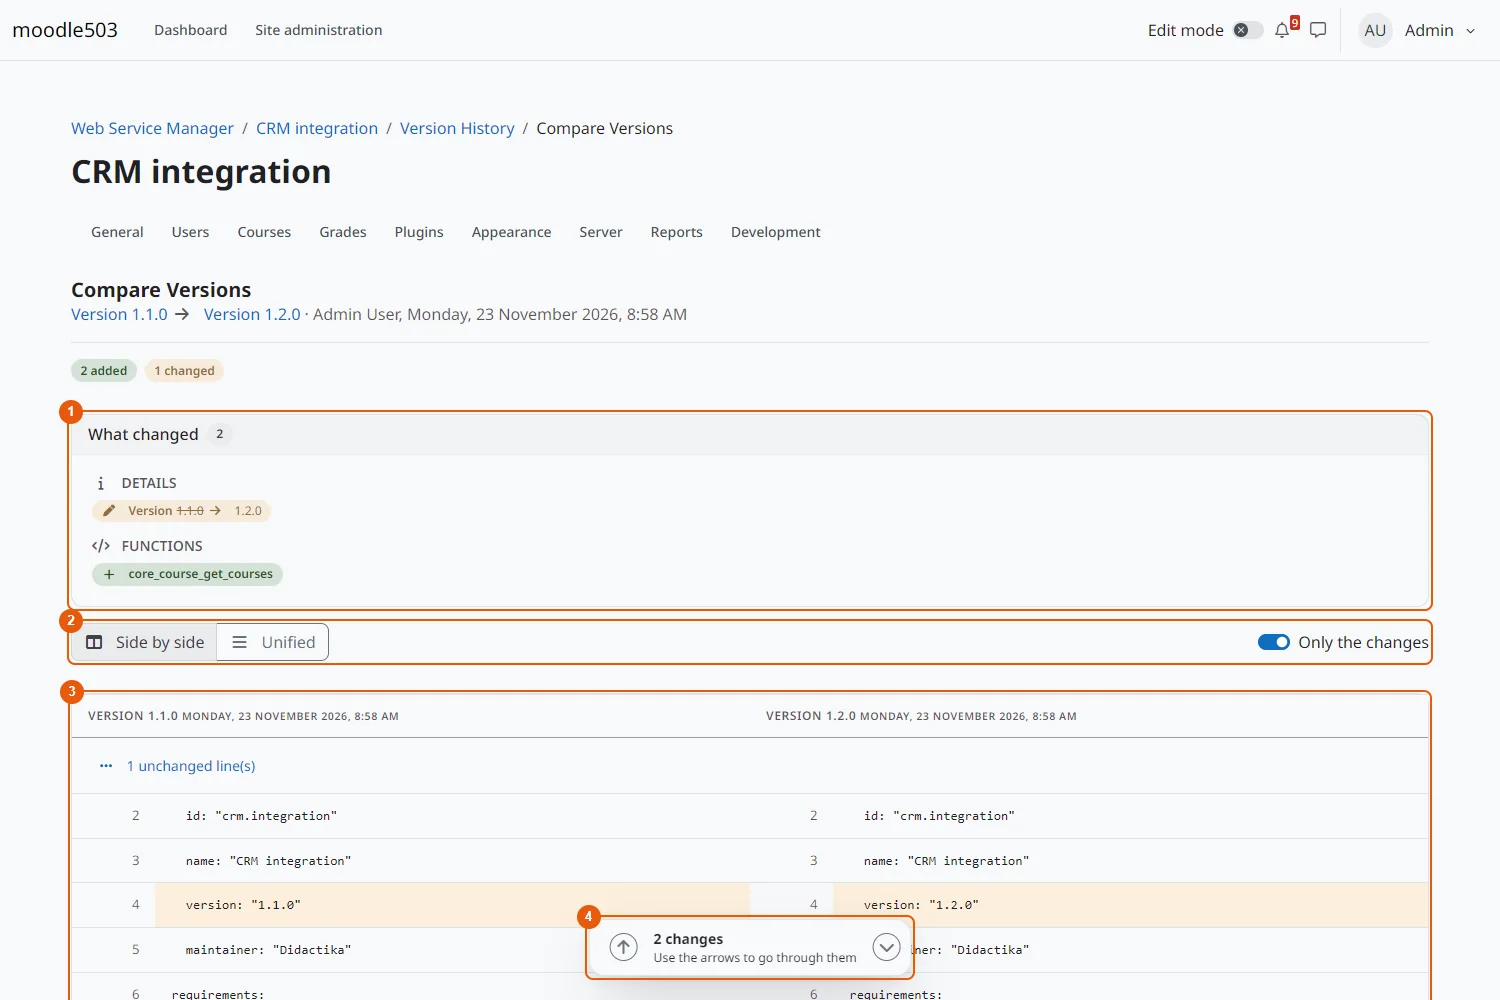 moodle503 Dashboard Site administration Edit mode 9 AU Admin
Web Service Manager / CRM integration / Version History / Compare Versions
CRM integration
General Users Courses Grades Plugins Appearance Server Reports Development
Compare Versions
Version 1.1.0 → Version 1.2.0 · Admin User, Monday, 23 November 2026, 8:58 AM
2 added 1 changed
1
What changed 2
DETAILS
Version 1.1.0 → 1.2.0
</> FUNCTIONS
+ core_course_get_courses
2
Side by side Unified Only the changes
3
VERSION 1.1.0 MONDAY, 23 NOVEMBER 2026, 8:58 AM VERSION 1.2.0 MONDAY, 23 NOVEMBER 2026, 8:58 AM
... 1 unchanged line(s)
2 id: "crm.integration" 2 id: "crm.integration"
3 name: "CRM integration" 3 name: "CRM integration"
4 version: "1.1.0" 4 version: "1.2.0"
4
2 changes
Use the arrows to go through them
5 maintainer: "Didactika" iner: "Didactika"
6 requirements: 6 requirements: